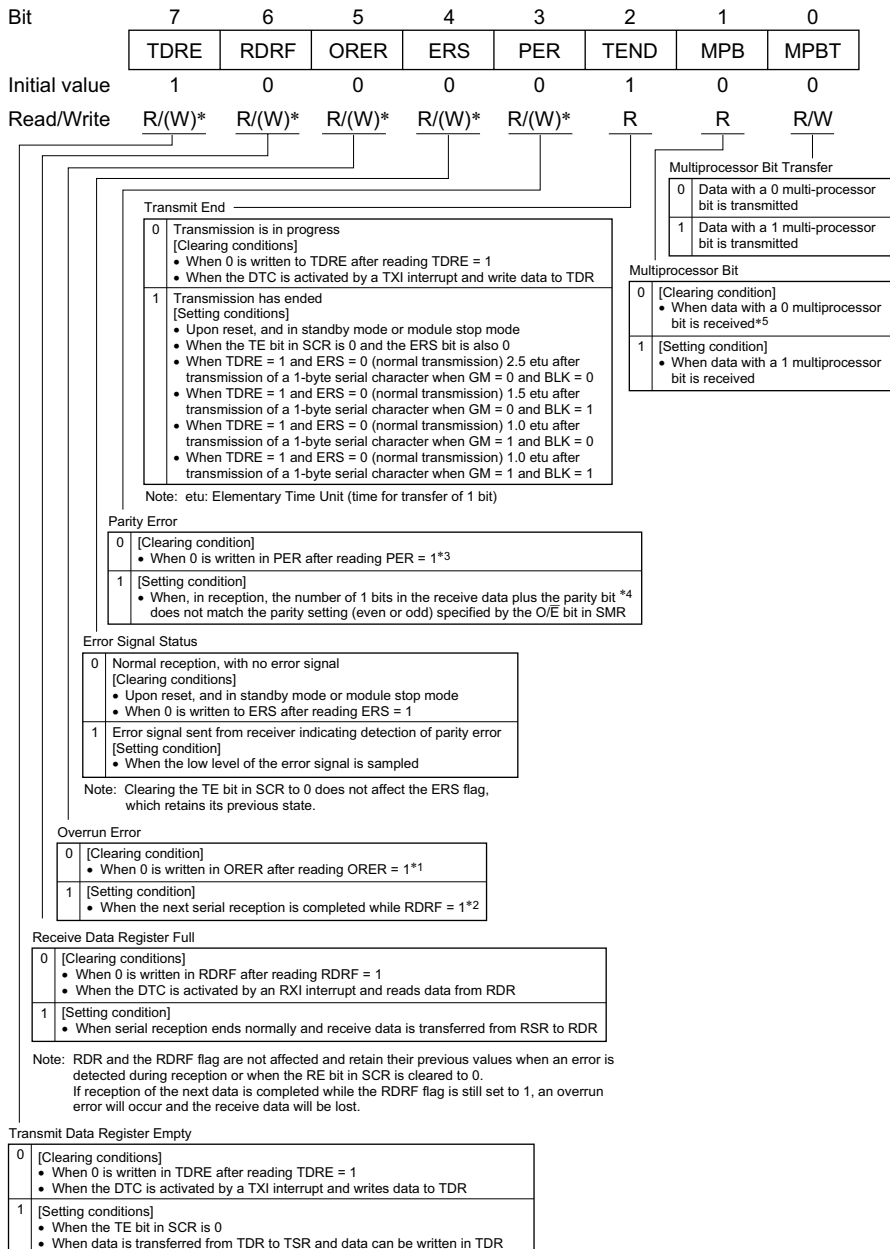 Bit 7 6 5 4 3 2 1 0
TDRE RDRF ORER ERS PER TEND MPB MPBT
Initial value 1 0 0 0 0 1 0 0
Read/Write R/(W)* R/(W)* R/(W)* R/(W)* R/(W)* R R R/W
Multiprocessor Bit Transfer
0 Data with a 0 multi-processor
bit is transmitted
1 Data with a 1 multi-processor
bit is transmitted
Transmit End
0 Transmission is in progress
[Clearing conditions]
• When 0 is written to TDRE after reading TDRE = 1
• When the DTC is activated by a TXI interrupt and write data to TDR
1 Transmission has ended
[Setting conditions]
• Upon reset, and in standby mode or module stop mode
• When the TE bit in SCR is 0 and the ERS bit is also 0
• When TDRE = 1 and ERS = 0 (normal transmission) 2.5 etu after
transmission of a 1-byte serial character when GM = 0 and BLK = 0
• When TDRE = 1 and ERS = 0 (normal transmission) 1.5 etu after
transmission of a 1-byte serial character when GM = 0 and BLK = 1
• When TDRE = 1 and ERS = 0 (normal transmission) 1.0 etu after
transmission of a 1-byte serial character when GM = 1 and BLK = 0
• When TDRE = 1 and ERS = 0 (normal transmission) 1.0 etu after
transmission of a 1-byte serial character when GM = 1 and BLK = 1
Note: etu: Elementary Time Unit (time for transfer of 1 bit)
Multiprocessor Bit
0 [Clearing condition]
• When data with a 0 multiprocessor
bit is received*5
1 [Setting condition]
• When data with a 1 multiprocessor
bit is received
Parity Error
0 [Clearing condition]
• When 0 is written in PER after reading PER = 1*3
1 [Setting condition]
• When, in reception, the number of 1 bits in the receive data plus the parity bit *4
does not match the parity setting (even or odd) specified by the O/E̅ bit in SMR
Error Signal Status
0 Normal reception, with no error signal
[Clearing conditions]
• Upon reset, and in standby mode or module stop mode
• When 0 is written to ERS after reading ERS = 1
1 Error signal sent from receiver indicating detection of parity error
[Setting condition]
• When the low level of the error signal is sampled
Note: Clearing the TE bit in SCR to 0 does not affect the ERS flag,
which retains its previous state.
Overrun Error
0 [Clearing condition]
• When 0 is written in ORER after reading ORER = 1*1
1 [Setting condition]
• When the next serial reception is completed while RDRF = 1*2
Receive Data Register Full
0 [Clearing conditions]
• When 0 is written in RDRF after reading RDRF = 1
• When the DTC is activated by an RXI interrupt and reads data from RDR
1 [Setting condition]
• When serial reception ends normally and receive data is transferred from RSR to RDR
Note: RDR and the RDRF flag are not affected and retain their previous values when an error is
detected during reception or when the RE bit in SCR is cleared to 0.
If reception of the next data is completed while the RDRF flag is still set to 1, an overrun
error will occur and the receive data will be lost.
Transmit Data Register Empty
0 [Clearing conditions]
• When 0 is written in TDRE after reading TDRE = 1
• When the DTC is activated by a TXI interrupt and writes data to TDR
1 [Setting conditions]
• When the TE bit in SCR is 0
• When data is transferred from TDR to TSR and data can be written in TDR